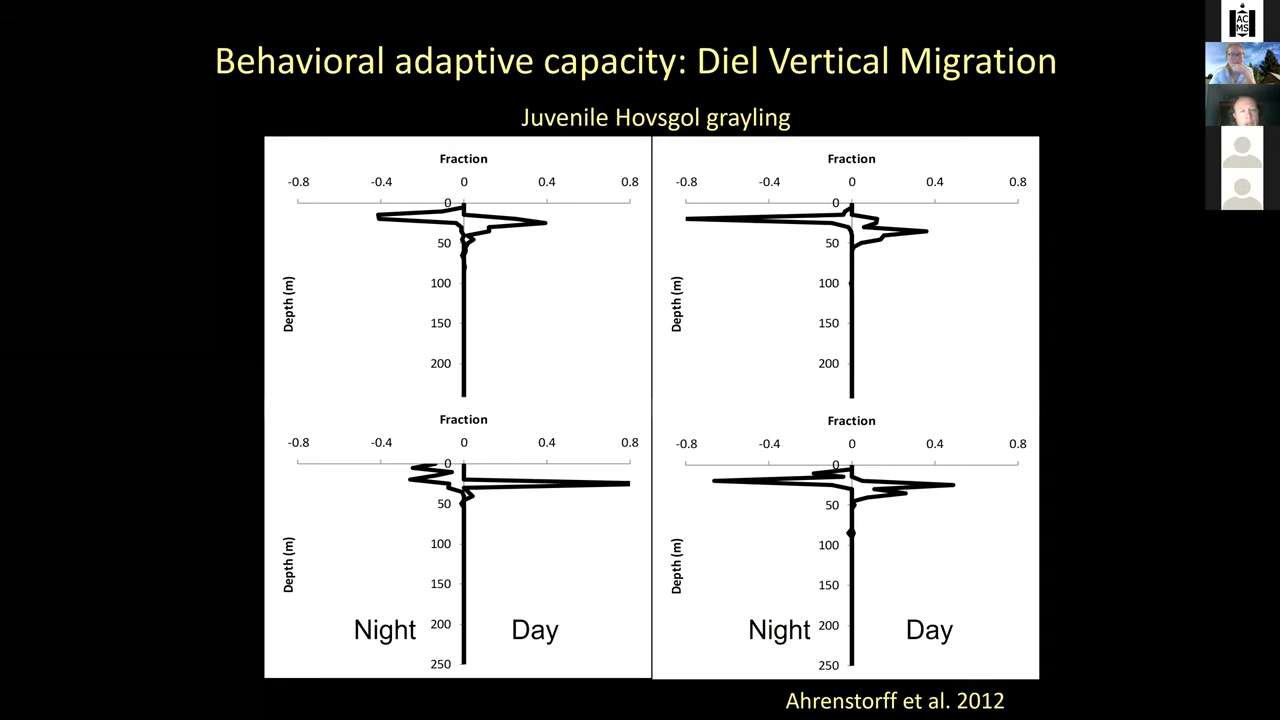 Behavioral adaptive capacity: Diel Vertical Migration
AC
MS
Juvenile Hovsgol grayling
Fraction
-0.8 -0.4 0 0.4 0.8
0
50
100
150
200
Depth (m)
Fraction
-0.8 -0.4 0 0.4 0.8
0
50
100
150
200
Depth (m)
Fraction
-0.8 -0.4 0 0.4 0.8
0
50
100
150
200
250
Depth (m)
Night Day
Fraction
-0.8 -0.4 0 0.4 0.8
0
50
100
150
200
250
Depth (m)
Night Day
Ahrenstorff et al. 2012